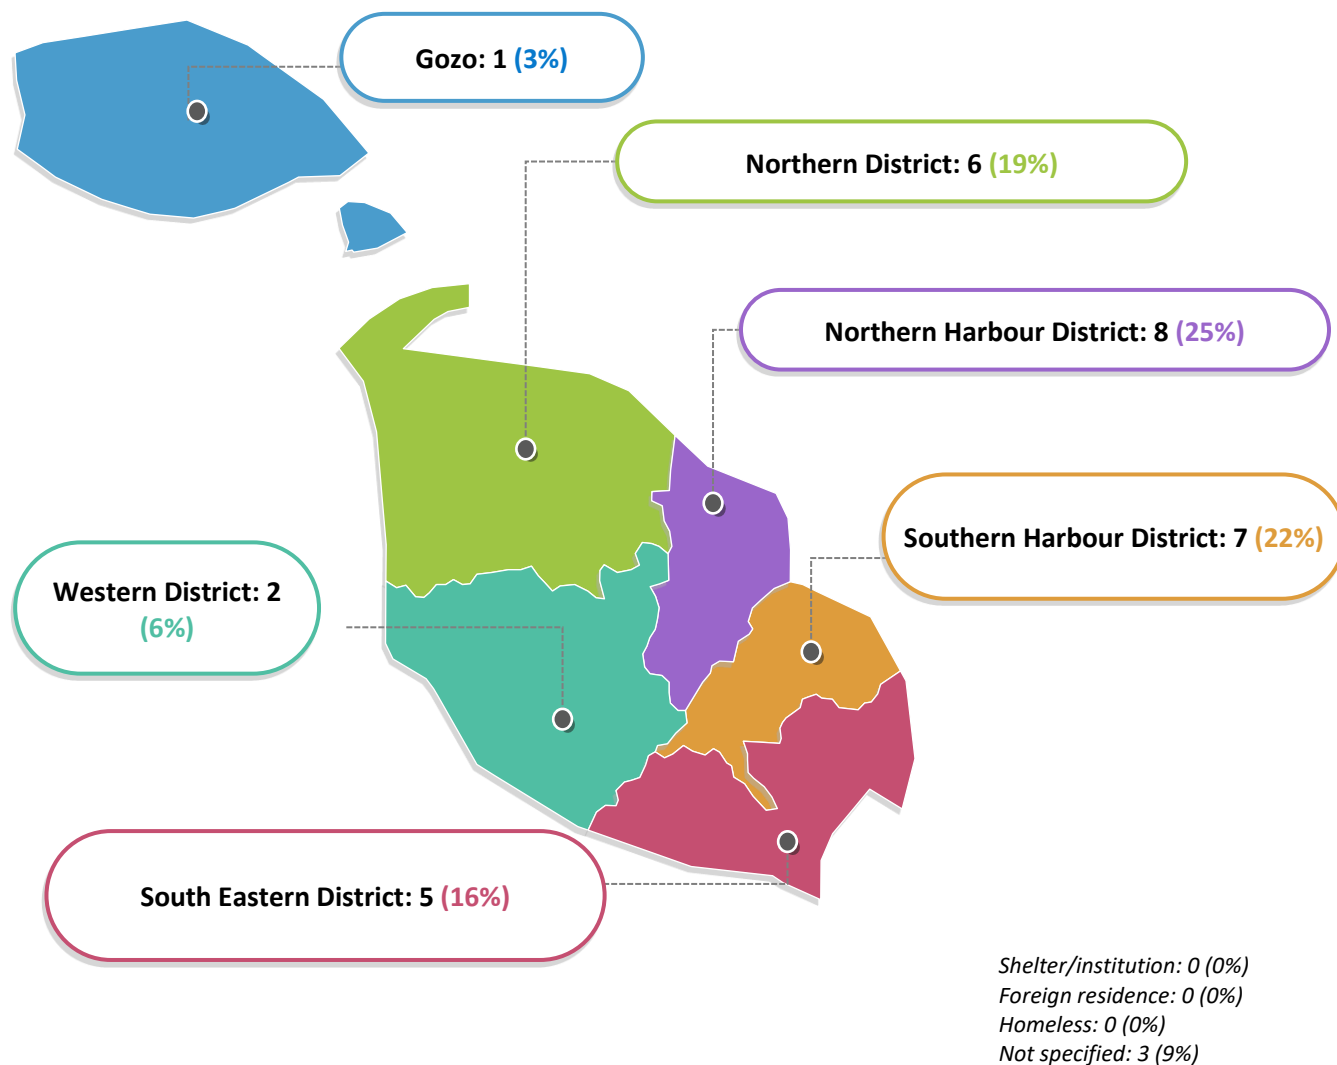 Gozo: 1 (3%)
Northern District: 6 (19%)
Northern Harbour District: 8 (25%)
Southern Harbour District: 7 (22%)
Western District: 2
(6%)
South Eastern District: 5 (16%)
Shelter/institution: 0 (0%)
Foreign residence: 0 (0%)
Homeless: 0 (0%)
Not specified: 3 (9%)